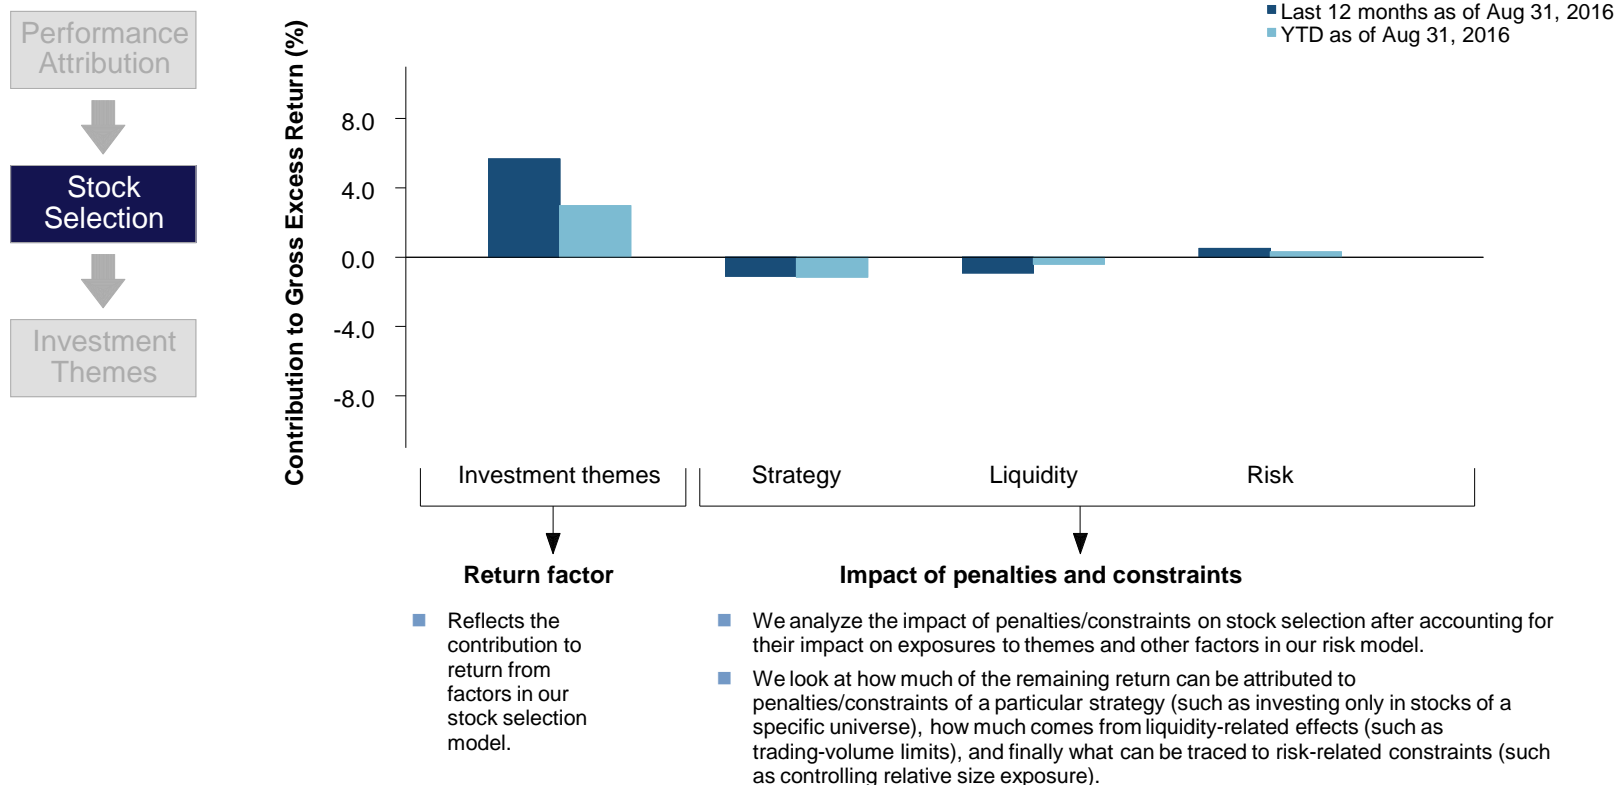 Performance
Attribution
Stock
Selection
Investment
Themes
Last 12 months as of Aug 31, 2016
YTD as of Aug 31, 2016
Contribution to Gross Excess Return (%)
8.0
4.0
0.0
-4.0
-8.0
Investment themes
Strategy
Liquidity
Risk
Return factor
Reflects the
contribution to
return from
factors in our
stock selection
model.
Impact of penalties and constraints
We analyze the impact of penalties/constraints on stock selection after accounting for
their impact on exposures to themes and other factors in our risk model.
We look at how much of the remaining return can be attributed to
penalties/constraints of a particular strategy (such as investing only in stocks of a
specific universe), how much comes from liquidity-related effects (such as
trading-volume limits), and finally what can be traced to risk-related constraints (such
as controlling relative size exposure).